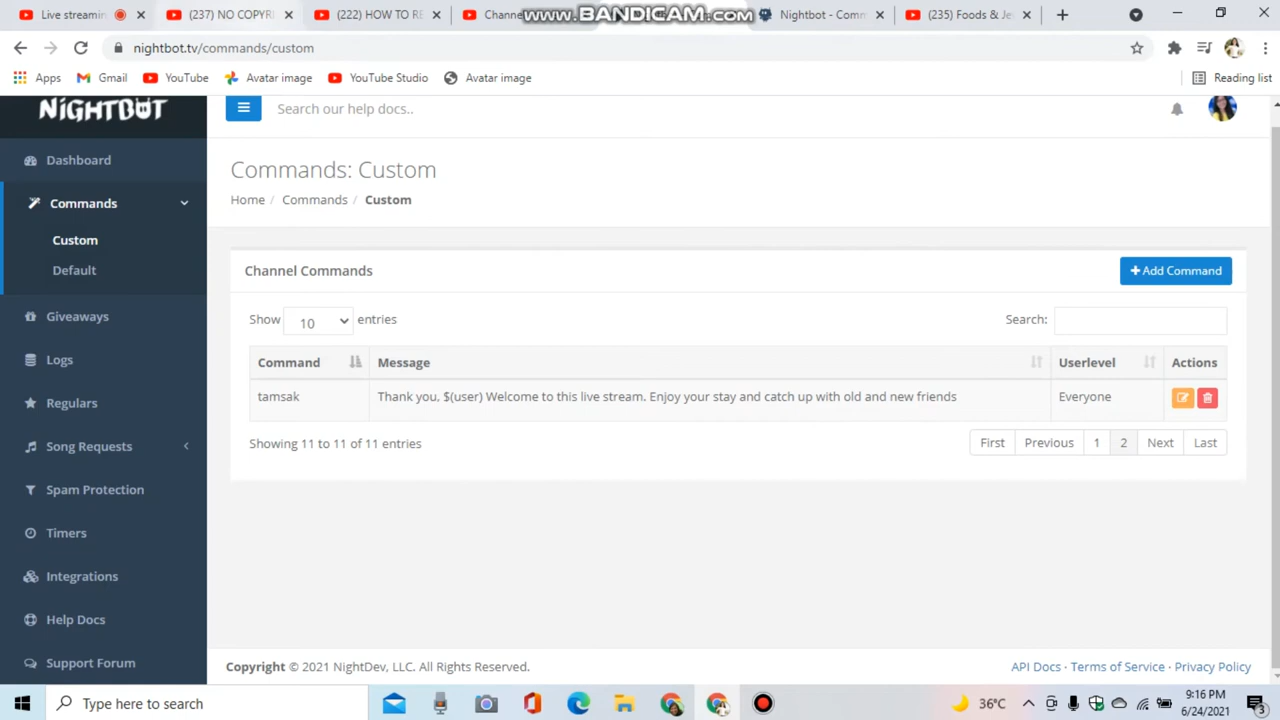 Live streamin
(237) NO COPYR
(222) HOW TO RE
Chann
www.BANDICAM.com
Nightbot - Comm
(235) Foods & Je
nightbot.tv/commands/custom
Apps
Gmail
YouTube
Avatar image
YouTube Studio
Avatar image
Reading list
NIGHTBOT
Search our help docs..
Dashboard
Commands
Custom
Default
Giveaways
Logs
Regulars
Song Requests
Spam Protection
Timers
Integrations
Help Docs
Support Forum
Commands: Custom
Home / Commands / Custom
Channel Commands
+ Add Command
Show 10 entries
Search:
Command Message Userlevel Actions
tamsak Thank you, $(user) Welcome to this live stream. Enjoy your stay and catch up with old and new friends Everyone
Showing 11 to 11 of 11 entries
First Previous 1 2 Next Last
Copyright © 2021 NightDev, LLC. All Rights Reserved.
API Docs · Terms of Service · Privacy Policy
Type here to search
36°C
9:16 PM
6/24/2021
3